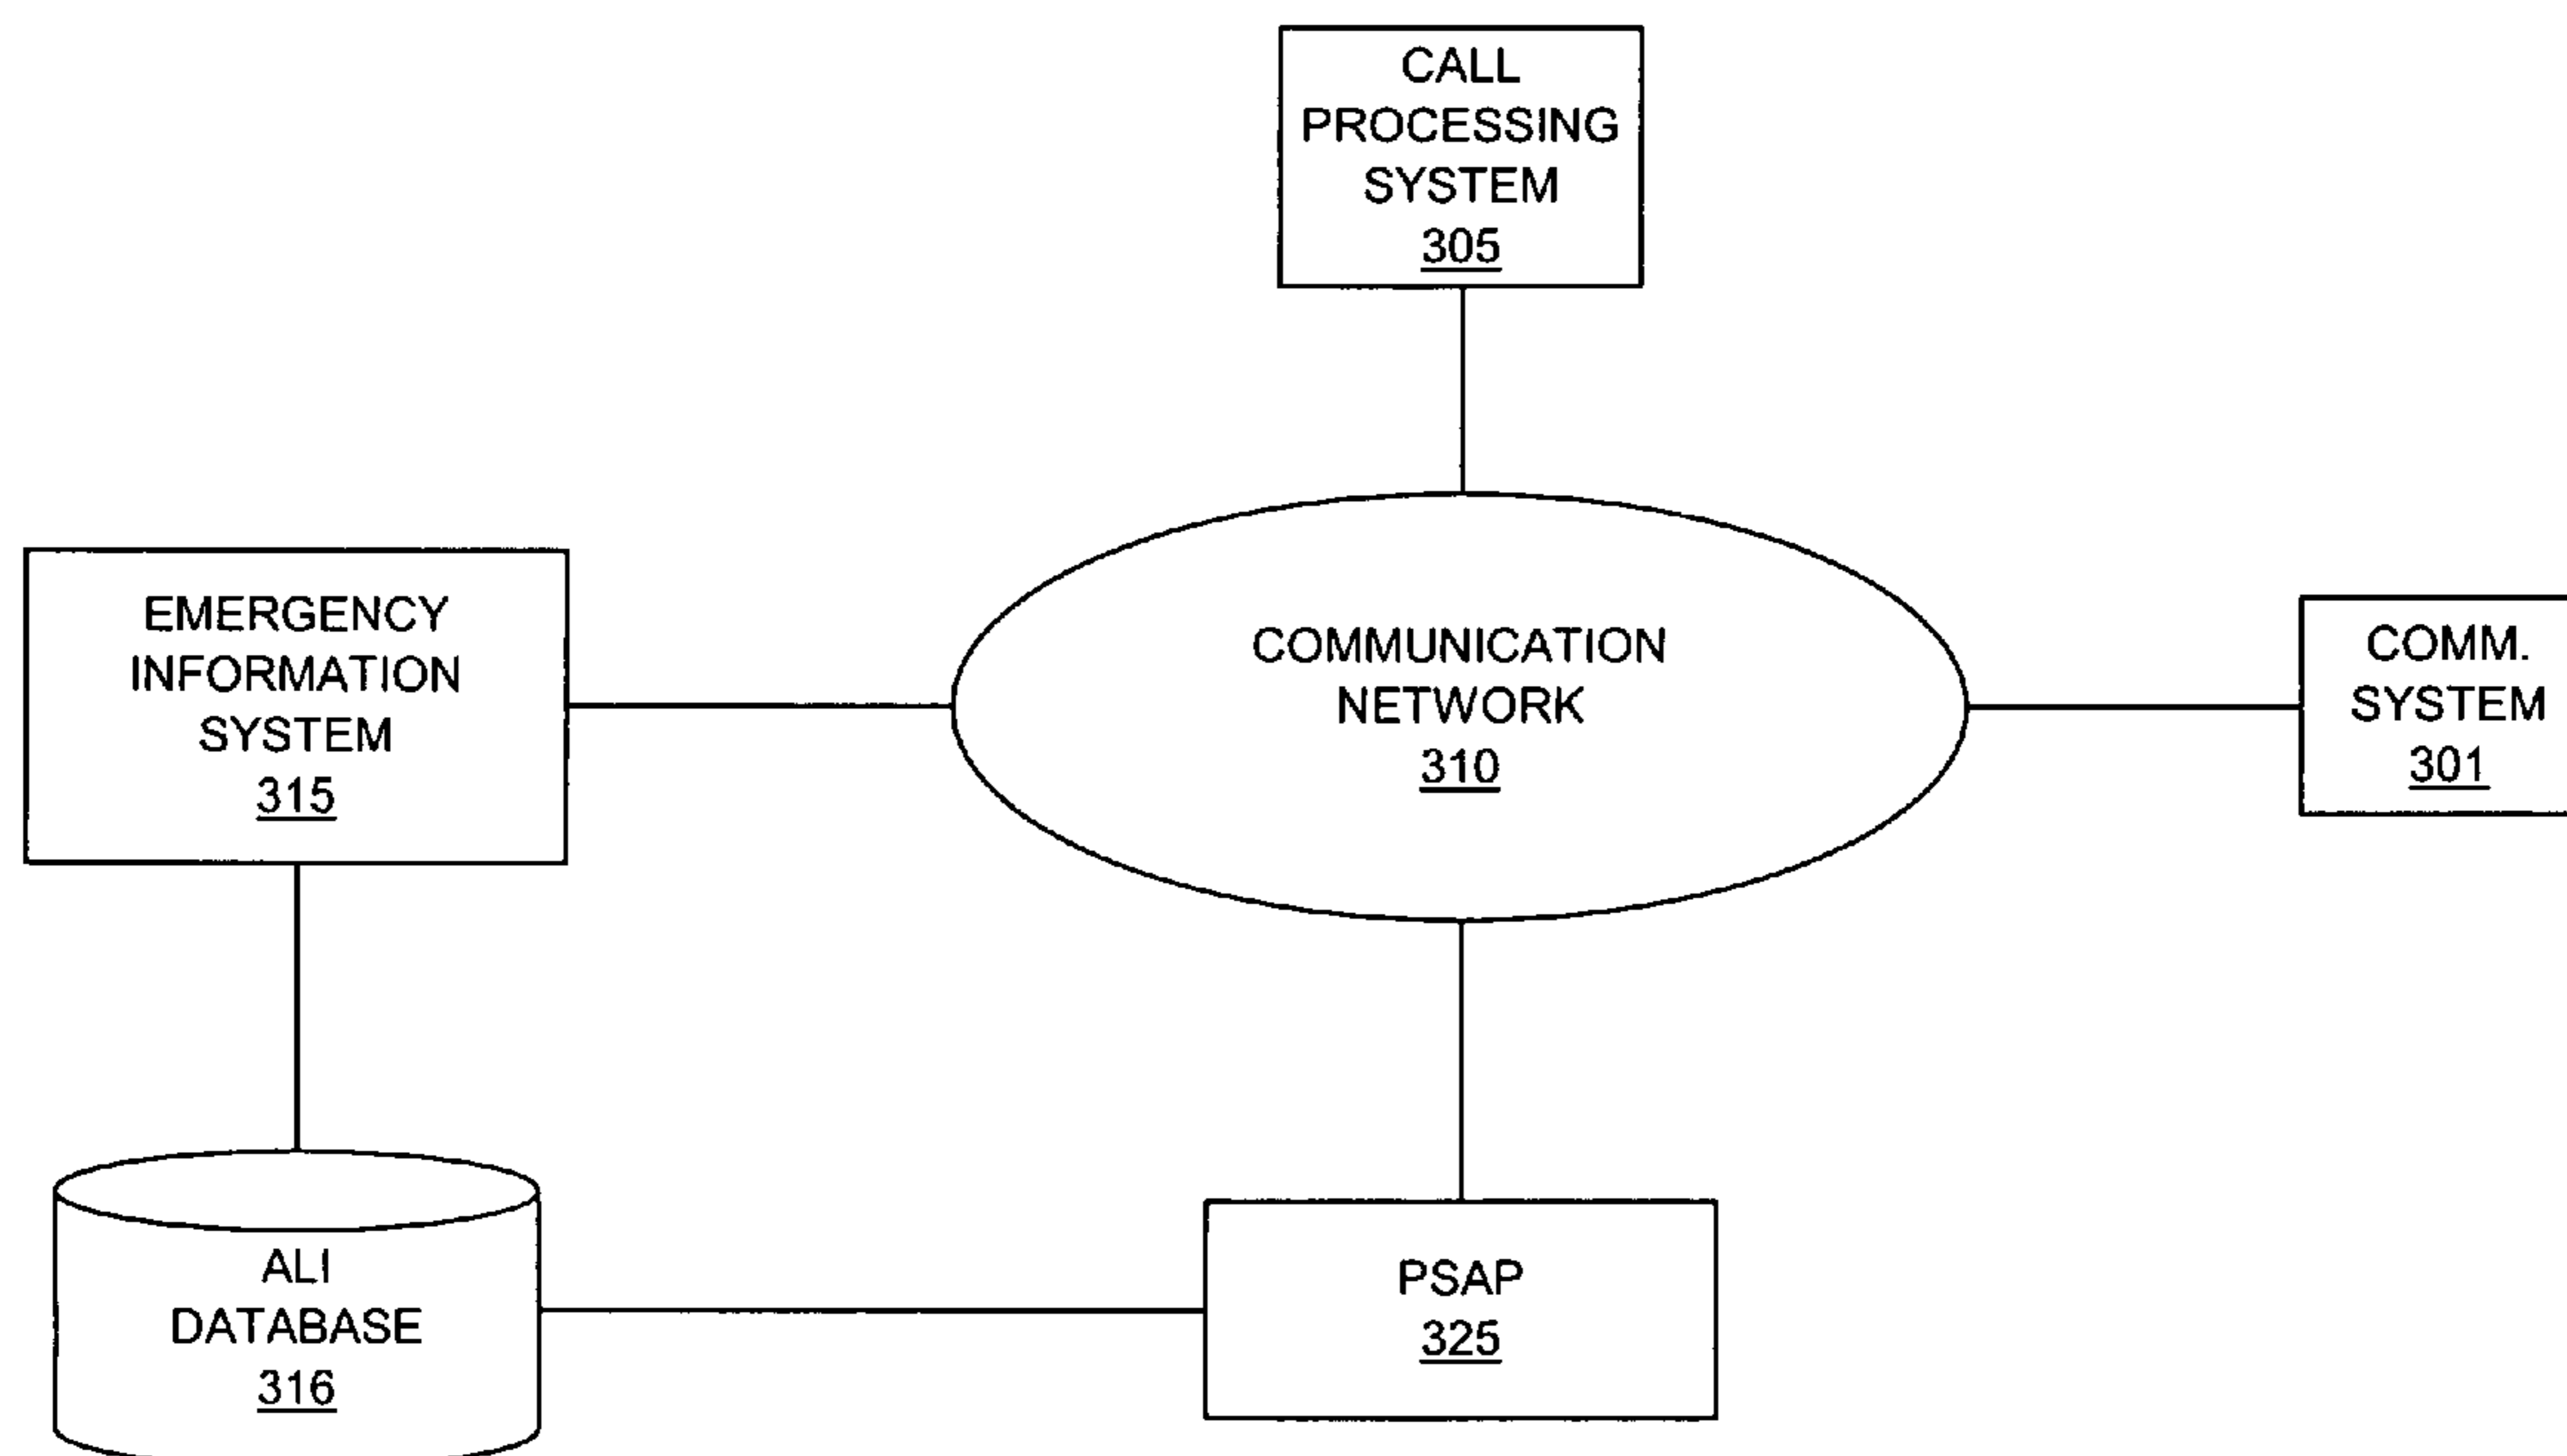 CALL
PROCESSING
SYSTEM
305
EMERGENCY
INFORMATION
SYSTEM
315
COMMUNICATION
NETWORK
310
COMM.
SYSTEM
301
ALI
DATABASE
316
PSAP
325